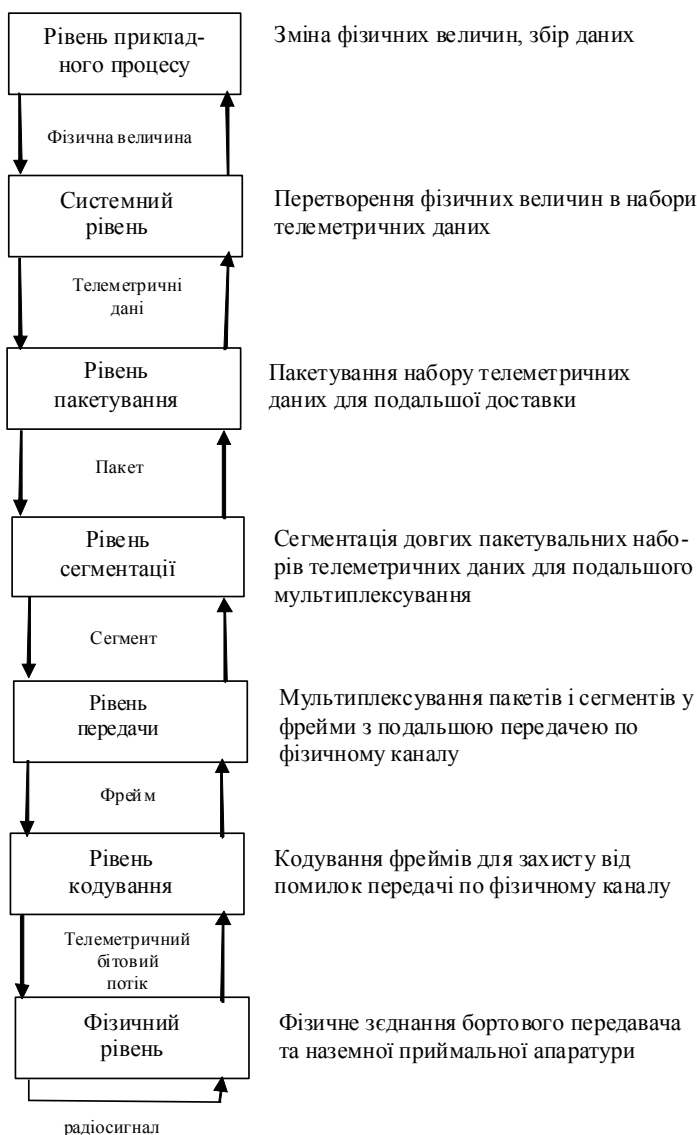 Рівень приклад-
ного процесу
Зміна фізичних величин, збір даних
Фізична величина
Системний
рівень
Перетворення фізичних величин в набори
телеметричних даних
Телеметричні
дані
Рівень
пакетування
Пакетування набору телеметричних
даних для подальшої доставки
Пакет
Рівень
сегментації
Сегментація довгих пакетувальних набо-
рів телеметричних даних для подальшого
мультиплексування
Сегмент
Рівень
передачи
Мультиплексування пакетів і сегментів у
фрейми з подальшою передачею по
фізичному каналу
Фрейм
Рівень
кодування
Кодування фреймів для захисту від
помилок передачі по фізичному каналу
Телеметричний
бітовий
потік
Фізичний
рівень
Фізичне зєднання бортового передавача
та наземної приймальної апаратури
радіосигнал